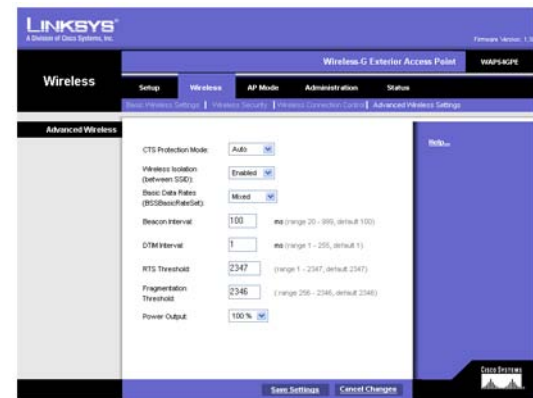 LINKSYS®
A Division of Cisco Systems, Inc.
Firmware Version: 1.
Wireless-G Exterior Access Point
WAP54GPE
Wireless
Setup
Wireless
AP Mode
Administration
Status
Basic Wireless Settings | Wireless Security | Wireless Connection Control | Advanced Wireless Settings
Advanced Wireless
Help...
CTS Protection Mode: Auto
Wireless Isolation
(between SSID): Enabled
Basic Data Rates
(BSSBasicRateSet): Mixed
Beacon Interval: 100 ms (range 20 - 999, default 100)
DTIM Interval: 1 ms (range 1 - 255, default 1)
RTS Threshold: 2347 (range 1 - 2347, default 2347)
Fragmentation
Threshold: 2346 (range 256 - 2346, default 2346)
Power Output: 100 %
Save Settings
Cancel Changes
CISCO SYSTEMS